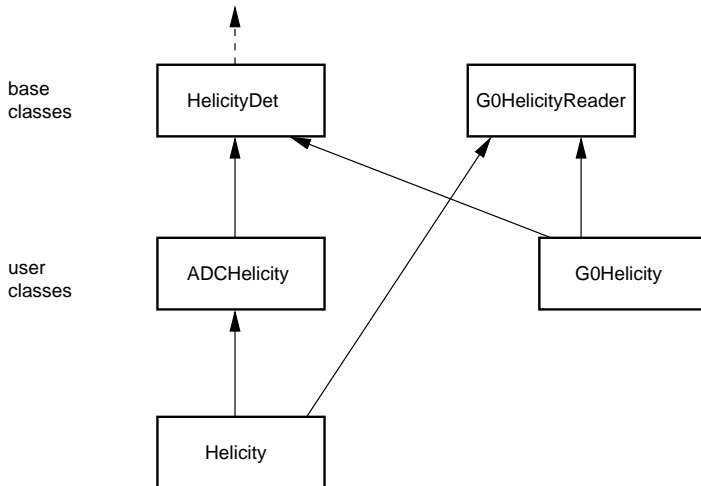 base
classes
HelicityDet
G0HelicityReader
user
classes
ADCHelicity
G0Helicity
Helicity